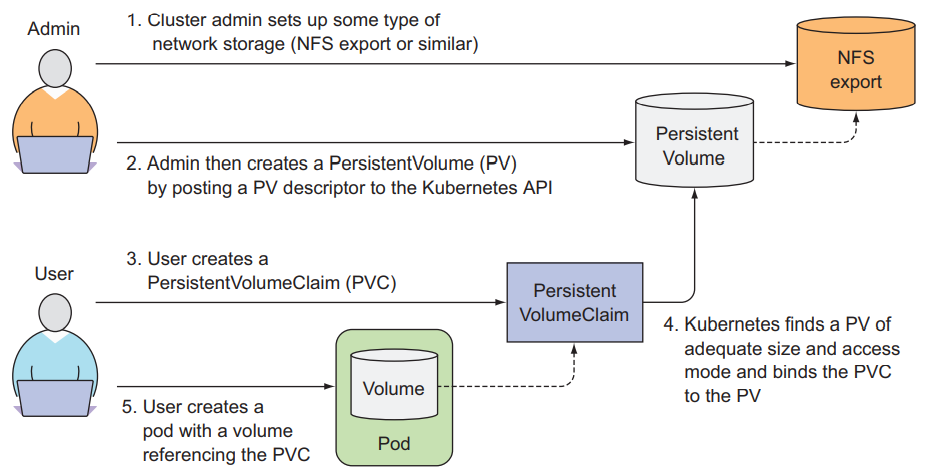 Admin
1. Cluster admin sets up some type of
network storage (NFS export or similar)
NFS
export
Persistent
Volume
2. Admin then creates a PersistentVolume (PV)
by posting a PV descriptor to the Kubernetes API
User
3. User creates a
PersistentVolumeClaim (PVC)
Persistent
VolumeClaim
4. Kubernetes finds a PV of
adequate size and access
mode and binds the PVC
to the PV
Volume
Pod
5. User creates a
pod with a volume
referencing the PVC